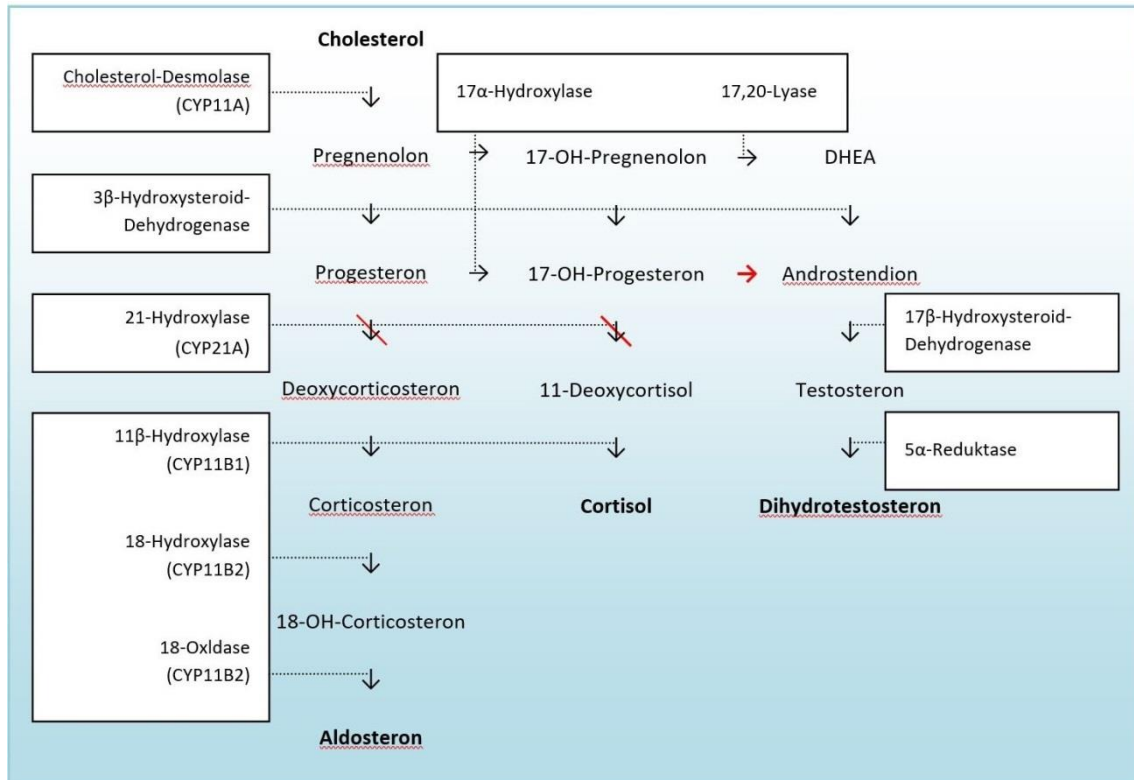 Cholesterol
Cholesterol-Desmolase
(CYP11A)
17α-Hydroxylase
17,20-Lyase
Pregnenolon
17-OH-Pregnenolon
DHEA
3β-Hydroxysteroid-
Dehydrogenase
Progesteron
17-OH-Progesteron
Androstendion
21-Hydroxylase
(CYP21A)
17β-Hydroxysteroid-
Dehydrogenase
Deoxycorticosteron
11-Deoxycortisol
Testosteron
11β-Hydroxylase
(CYP11B1)
5α-Reduktase
Corticosteron
Cortisol
Dihydrotestosteron
18-Hydroxylase
(CYP11B2)
18-OH-Corticosteron
18-Oxldase
(CYP11B2)
Aldosteron